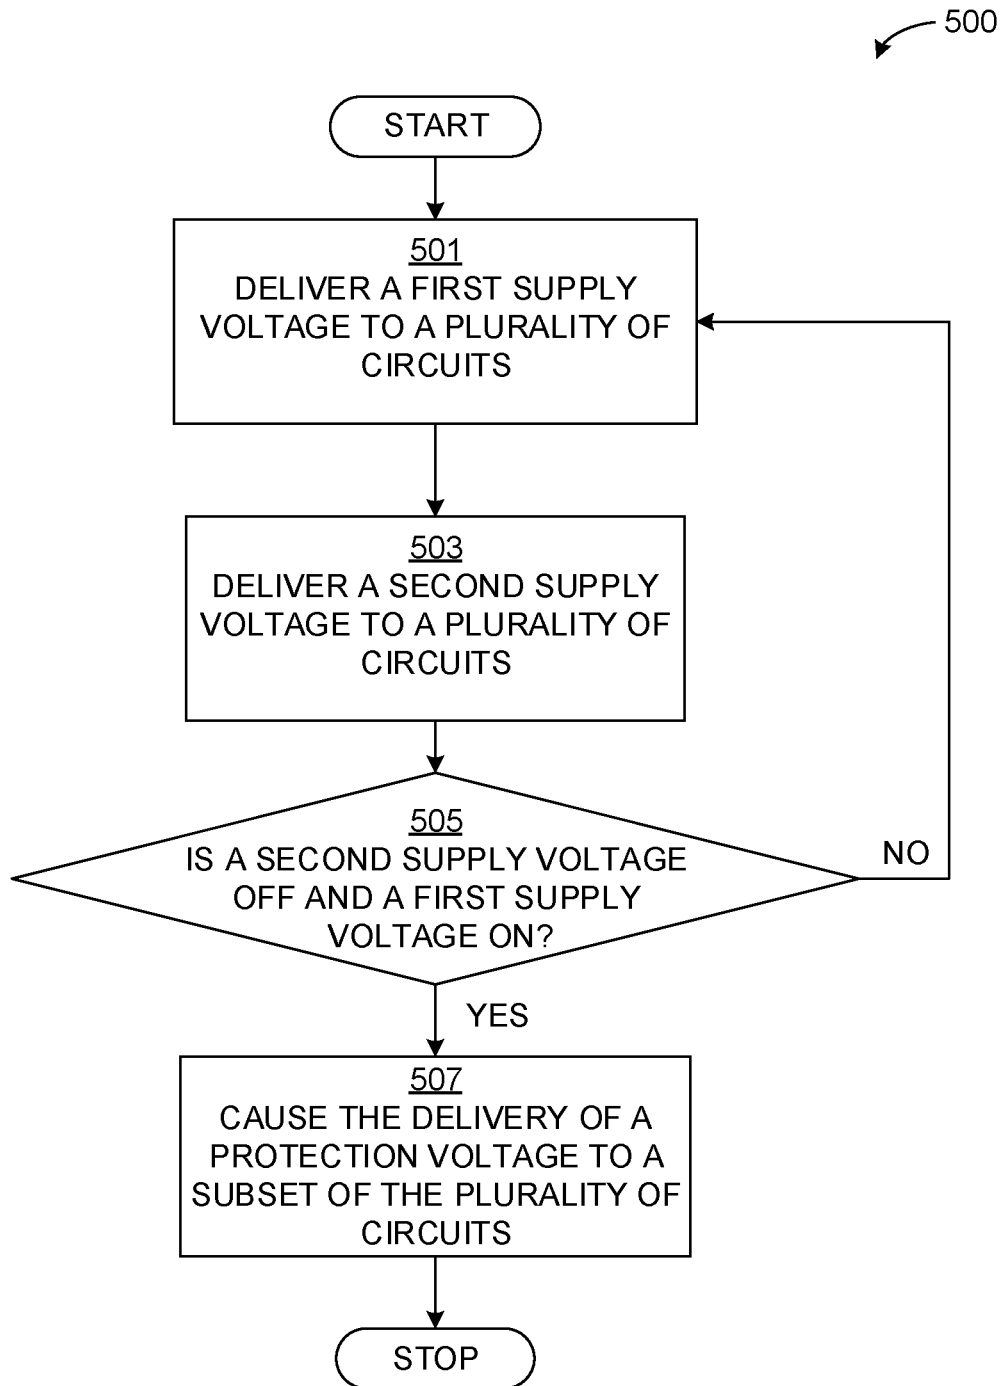 500
START
501
DELIVER A FIRST SUPPLY
VOLTAGE TO A PLURALITY OF
CIRCUITS
503
DELIVER A SECOND SUPPLY
VOLTAGE TO A PLURALITY OF
CIRCUITS
505
IS A SECOND SUPPLY VOLTAGE
OFF AND A FIRST SUPPLY
VOLTAGE ON?
NO
YES
507
CAUSE THE DELIVERY OF A
PROTECTION VOLTAGE TO A
SUBSET OF THE PLURALITY OF
CIRCUITS
STOP